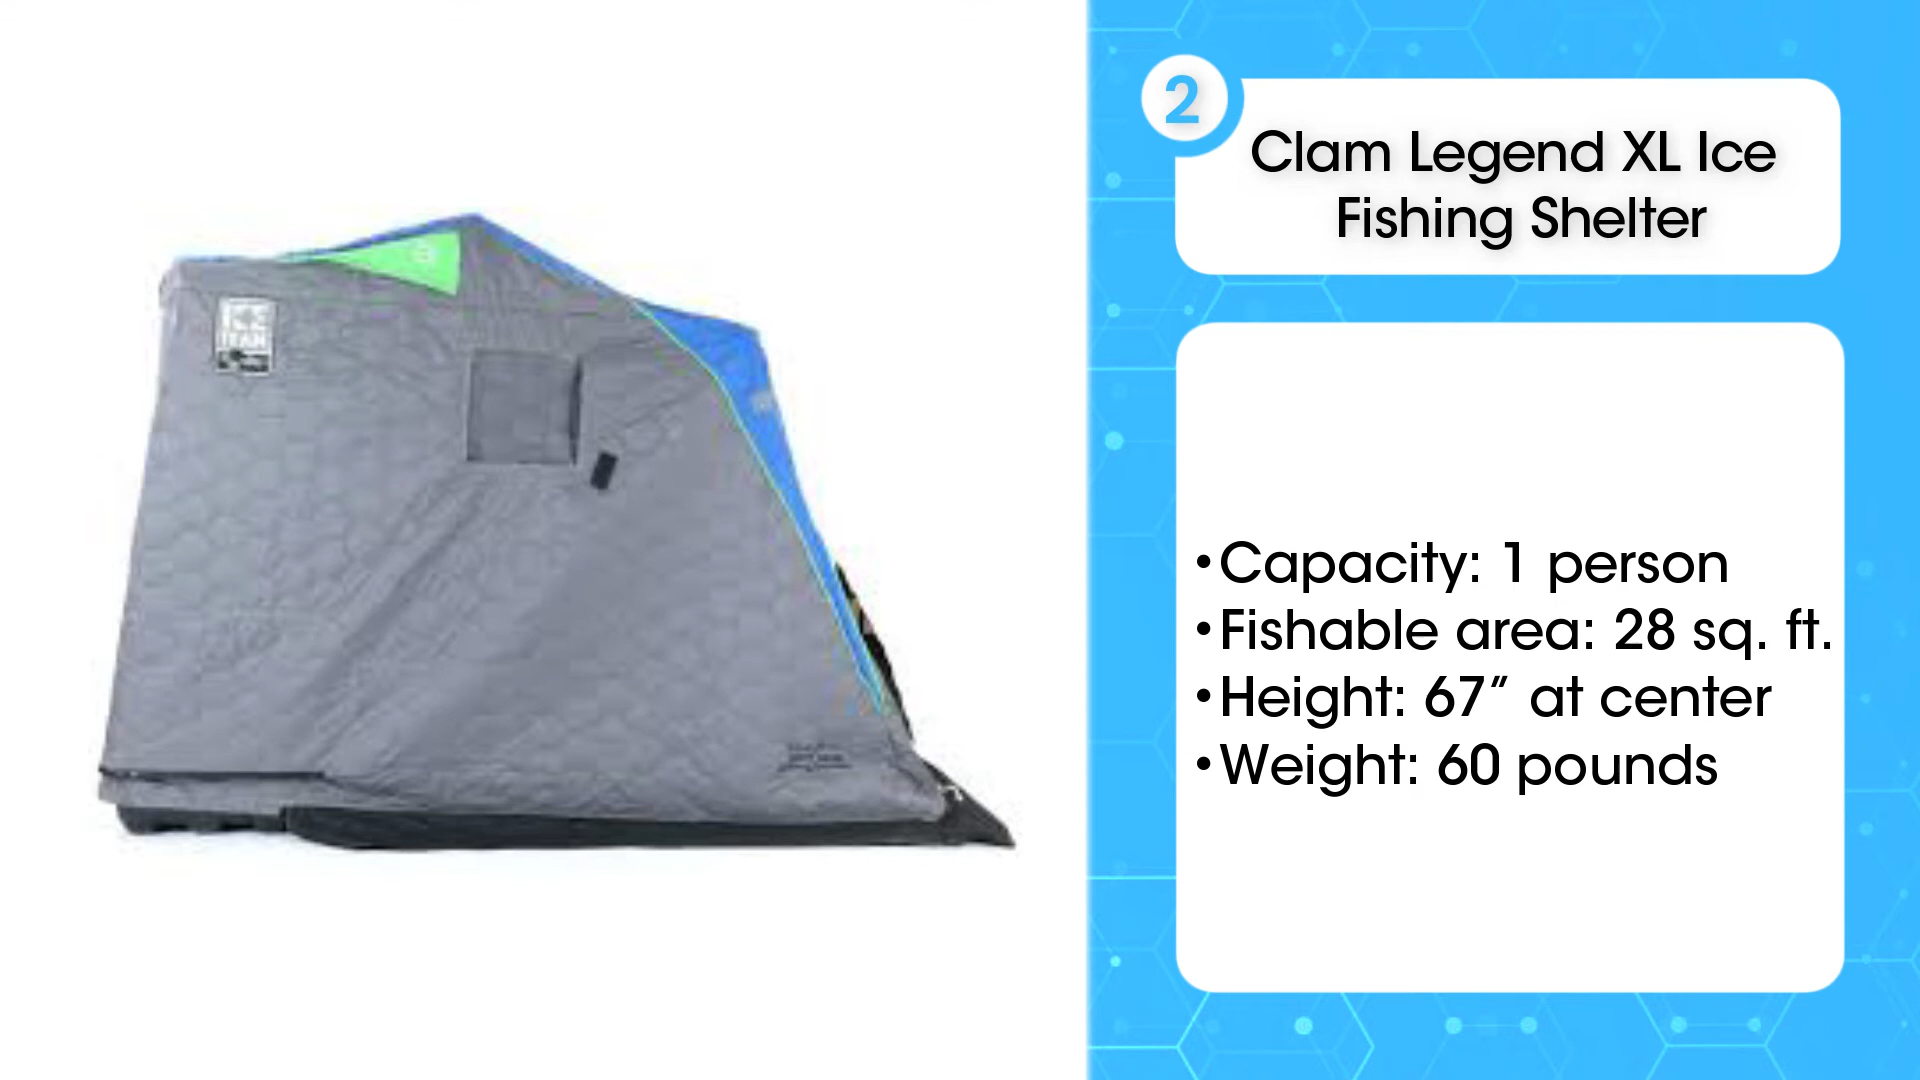 2
Clam Legend XL Ice
Fishing Shelter
•Capacity: 1 person
•Fishable area: 28 sq. ft.
•Height: 67” at center
•Weight: 60 pounds
TEAM